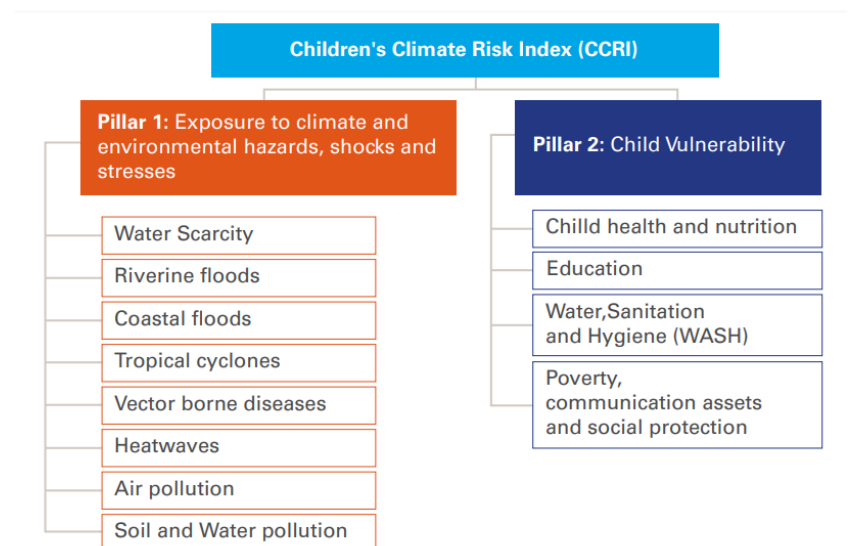 Children's Climate Risk Index (CCRI)
Pillar 1: Exposure to climate and
environmental hazards, shocks and
stresses
Water Scarcity
Riverine floods
Coastal floods
Tropical cyclones
Vector borne diseases
Heatwaves
Air pollution
Soil and Water pollution
Pillar 2: Child Vulnerability
Chilld health and nutrition
Education
Water,Sanitation
and Hygiene (WASH)
Poverty,
communication assets
and social protection